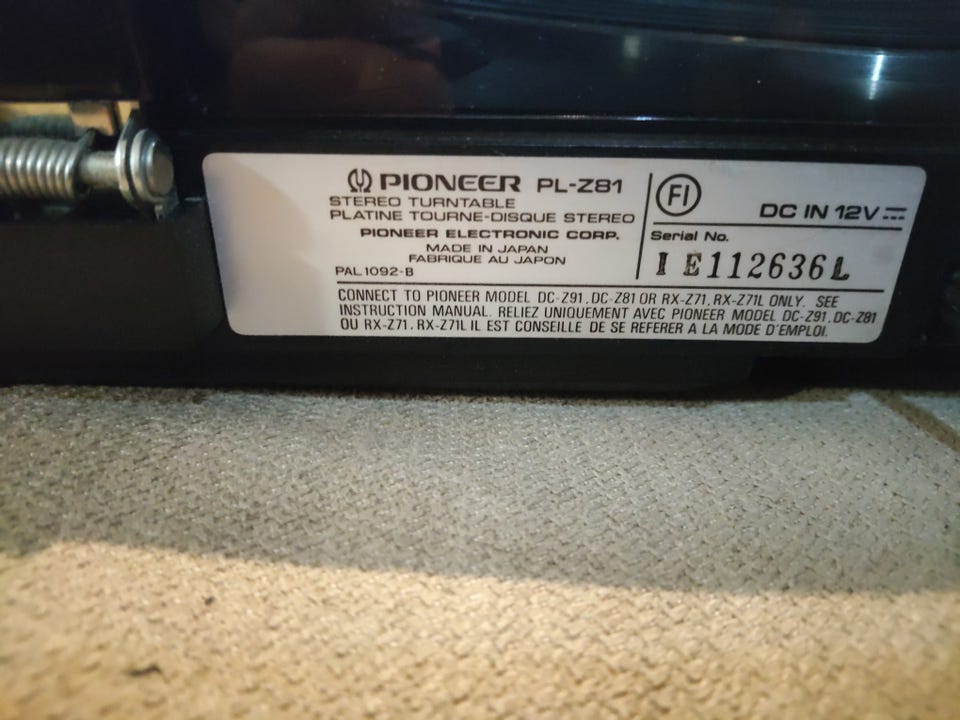 PIONEER PL-Z81
STEREO TURNTABLE
PLATINE TOURNE-DISQUE STEREO
PIONEER ELECTRONIC CORP.
MADE IN JAPAN
FABRIQUE AU JAPON
PAL1092-B
FI
DC IN 12V
Serial No.
IE112636L
CONNECT TO PIONEER MODEL DC-Z91, DC-Z81 OR RX-Z71, RX-Z71L ONLY. SEE
INSTRUCTION MANUAL. RELIEZ UNIQUEMENT AVEC PIONEER MODEL DC-Z91, DC-Z81
OU RX-Z71. RX-Z71L IL EST CONSEILLE DE SE REFERER A LA MODE D'EMPLOI.